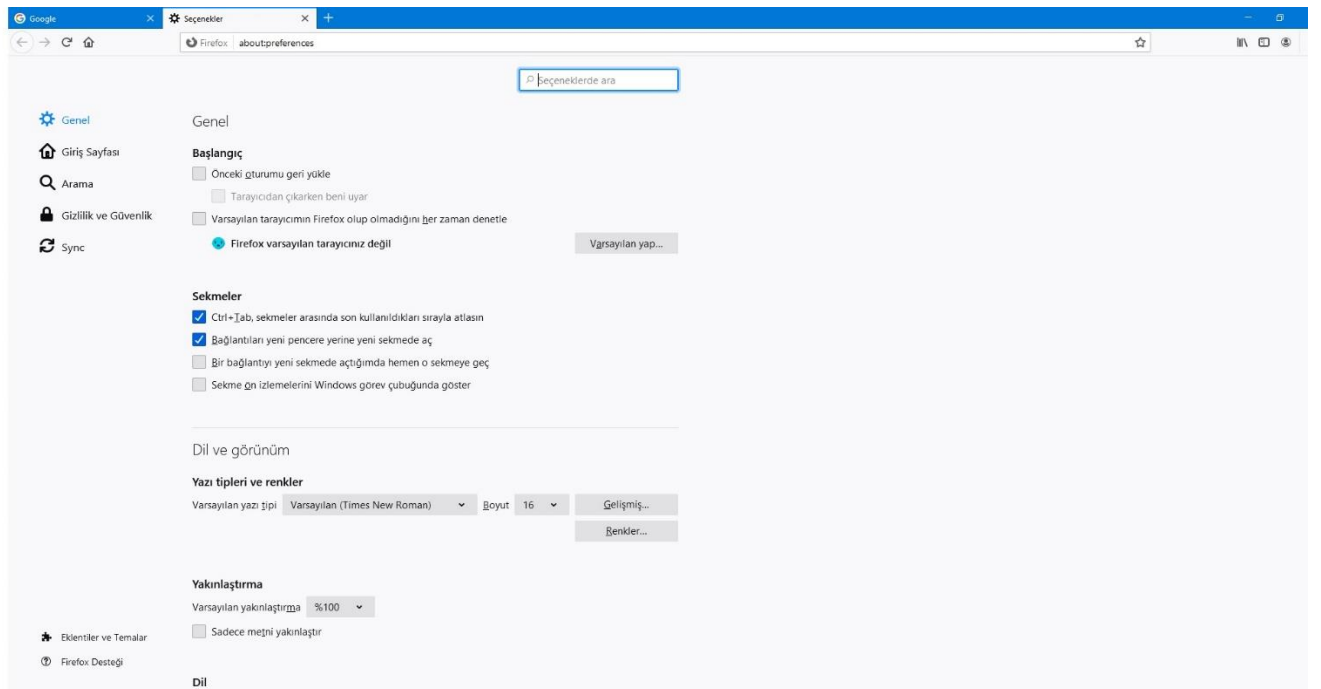 Google
Seçenekler
Firefox about:preferences
Seçeneklerde ara
Genel
Giriş Sayfası
Arama
Gizlilik ve Güvenlik
Sync
Eklentiler ve Temalar
Firefox Desteği
Genel
Başlangıç
Önceki oturumu geri yükle
Tarayıcıdan çıkarken beni uyar
Varsayılan tarayıcımın Firefox olup olmadığını her zaman denetle
Firefox varsayılan tarayıcınız değil
Varsayılan yap...
Sekmeler
Ctrl+Tab, sekmeler arasında son kullanıldıkları sırayla atlasın
Bağlantıları yeni pencere yerine yeni sekmede aç
Bir bağlantıyı yeni sekmede açtığımda hemen o sekmeye geç
Sekme ön izlemelerini Windows görev çubuğunda göster
Dil ve görünüm
Yazı tipleri ve renkler
Varsayılan yazı tipi Varsayılan (Times New Roman) Boyut 16 Gelişmiş...
Renkler...
Yakınlaştırma
Varsayılan yakınlaştırma %100
Sadece metni yakınlaştır
Dil